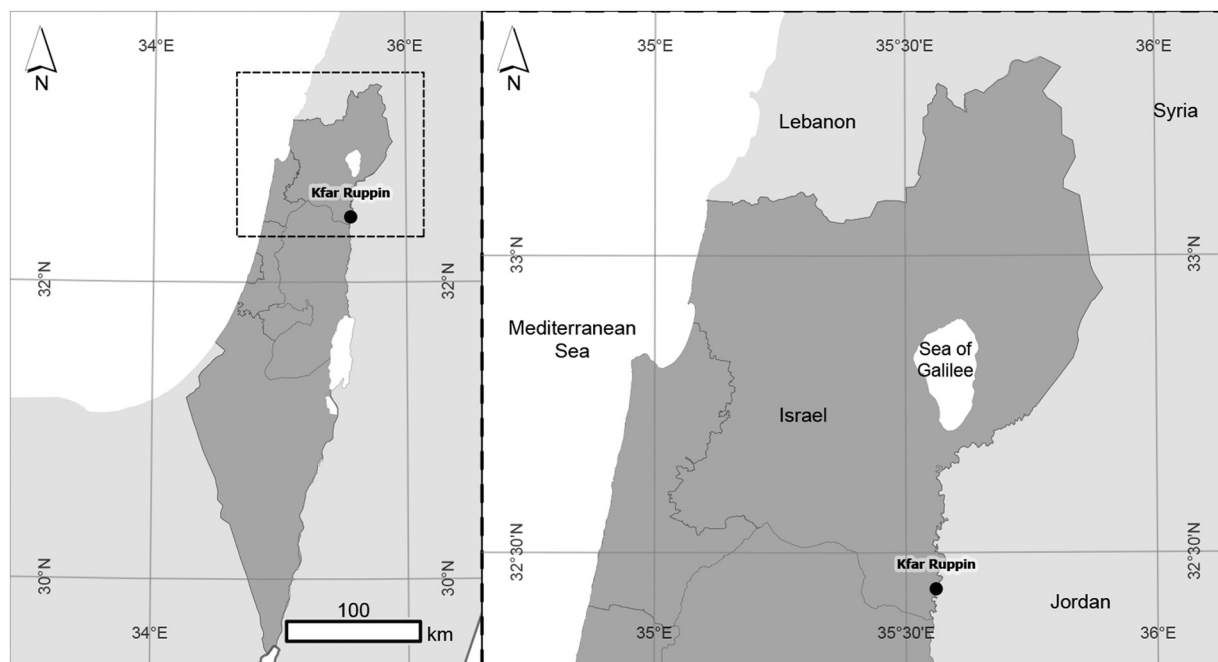 34°E
36°E
N
Kfar Ruppin
32°N
32°N
30°N
30°N
100
km
34°E
36°E
35°E
35°30'E
36°E
N
Lebanon
Syria
33°N
33°N
Mediterranean
Sea
Sea of
Galilee
Israel
32°30'N
32°30'N
Kfar Ruppin
Jordan
35°E
35°30'E
36°E